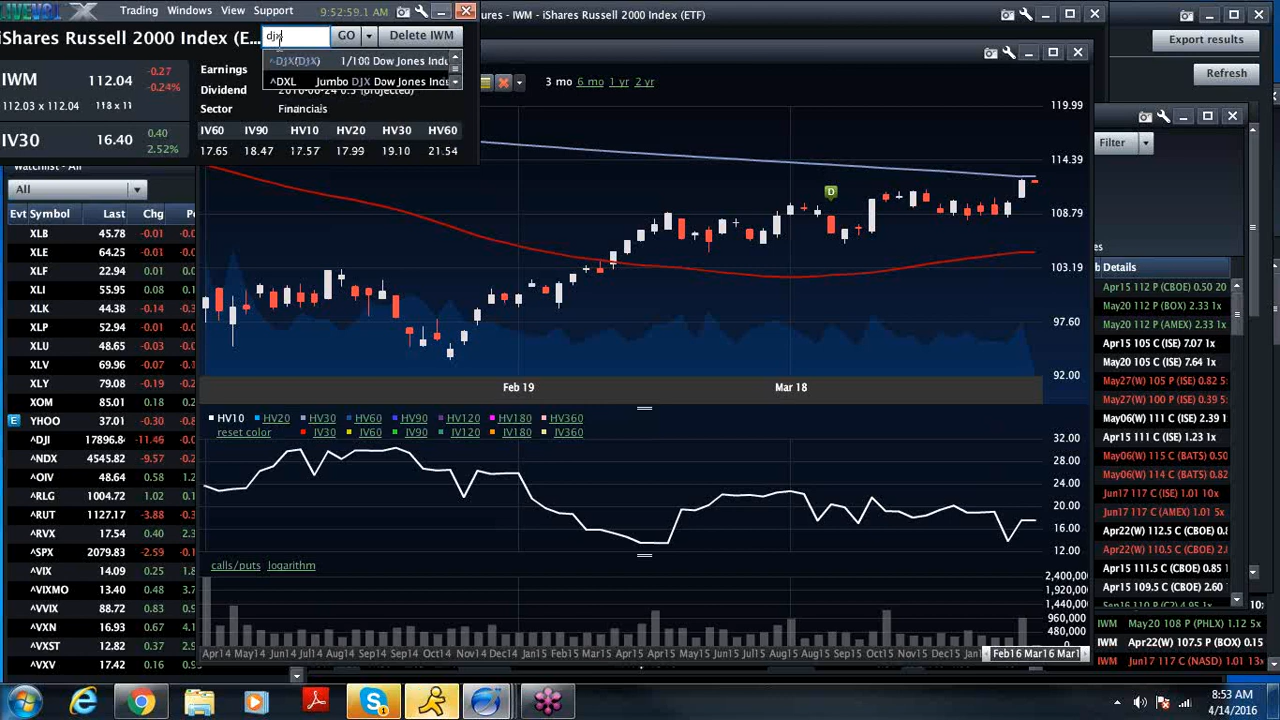 LIVEVOL
Trading Windows View Support
9:52:59.1 AM
ures - IWM - iShares Russell 2000 Index (ETF)
iShares Russell 2000 Index (E...
djx GO Delete IWM
Export results
Refresh
^DJX(DJX) 1/100 Dow Jones Indu
^DXL Jumbo DJX Dow Jones Ind
IWM 112.04 -0.27 -0.24%
112.03 x 112.04 118 x 11
IV30 16.40 0.40 2.52%
Earnings
Dividend
Sector Financials
IV60 IV90 HV10 HV20 HV30 HV60
17.65 18.47 17.57 17.99 19.10 21.54
3 mo 1 yr 2 yr
Filter
All
Evt Symbol Last Chg
XLB 45.78 -0.01
XLE 64.25 -0.01
XLF 22.94 0.01
XLI 55.95 0.08
XLK 44.38 -0.14
XLP 52.94 -0.01
XLU 48.65 -0.03
XLV 69.96 -0.07
XLY 79.08 -0.19
XOM 85.01 0.18
E YHOO 37.01 -0.30
^DJI 17896.8 -11.46
^NDX 4545.82 -9.57
^OIV 48.64 0.58
^RLG 1004.72 1.02
^RUT 1127.17 -3.88
^RVX 17.54 0.40
^SPX 2079.83 -2.59
^VIX 14.09 0.25
^VIXMO 13.40 0.48
^VVIX 88.72 0.63
^VXN 16.93 0.47
^VXST 12.82 0.37
^VXV 17.42 0.36
119.99
114.39
108.79
103.19
97.60
92.00
D
Feb 19 Mar 18
HV10 HV20 HV30 HV60 HV90 HV120 HV180 HV360
reset color IV30 IV60 IV90 IV120 IV180 IV360
32.00
28.00
24.00
20.00
16.00
12.00
calls/puts logarithm
2,400,000
1,920,000
1,440,000
960,000
480,000
Apr14 May14 Jun14 Jul14 Aug14 Sep14 Oct14 Nov14 Dec14 Jan15 Feb15 Mar15 Apr15 May15 Jun15 Jul15 Aug15 Sep15 Oct15 Nov15 Dec15 Feb16 Mar16
Details
Apr15 112 P (CBOE) 0.50 20
May20 112 P (BOX) 2.33 1x
May20 112 P (AMEX) 2.33 1x
Apr15 105 C (ISE) 7.07 1x
May20 105 C (ISE) 7.64 1x
May27(W) 105 P (ISE) 0.82 5
May27(W) 100 P (ISE) 0.39 5
May06(W) 111 C (ISE) 2.39 1
Apr15 111 C (ISE) 1.23 1x
May06(W) 115 C (BATS) 0.50
May06(W) 114 C (BATS) 0.82
Jun17 117 C (ISE) 1.01 10x
Jun17 117 C (AMEX) 1.01 5x
Apr22(W) 112.5 C (CBOE) 0.
Apr22(W) 110.5 C (CBOE) 2.
Apr15 111.5 C (CBOE) 0.85
Apr15 109.5 C (CBOE) 2.60
Sep16 110 P (C2) 4.95 1x
IWM May20 108 P (PHLX) 1.12 5x
IWM Apr22(W) 107.5 P (BOX) 0.15
IWM Jun17 117 C (NASD) 1.01 13x
8:53 AM
4/14/2016